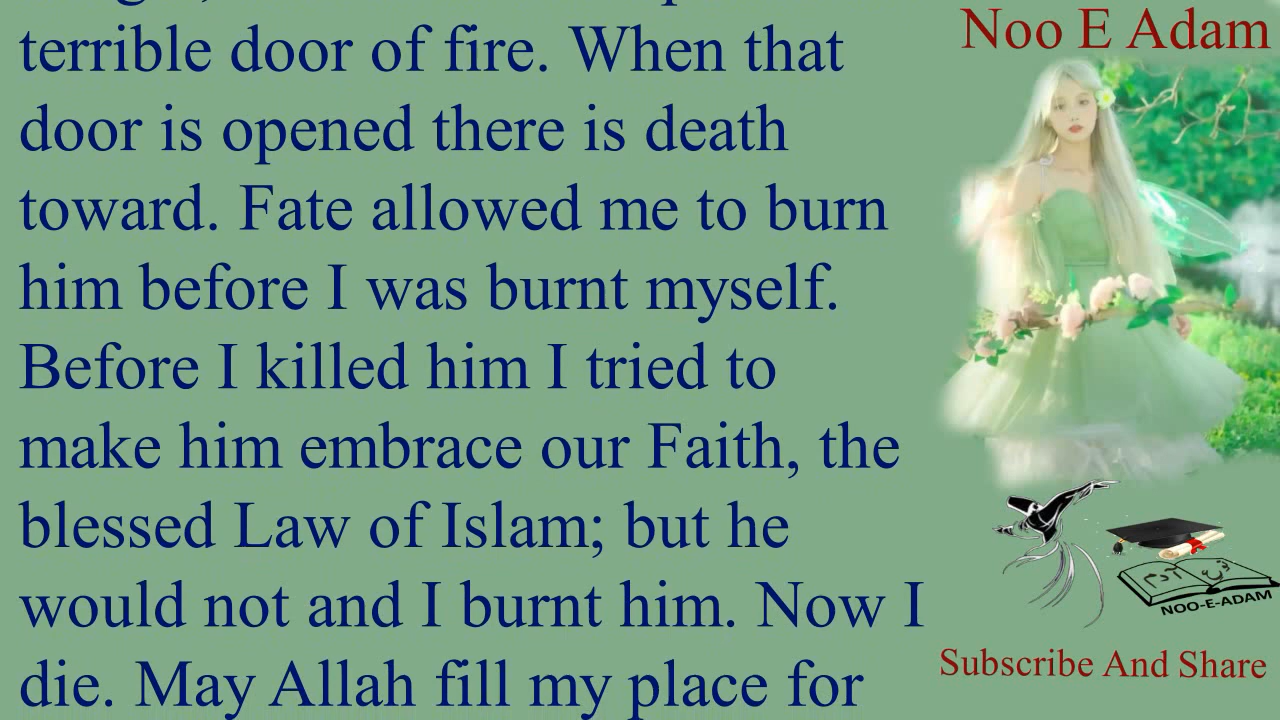 terrible door of fire. When that
door is opened there is death
toward. Fate allowed me to burn
him before I was burnt myself.
Before I killed him I tried to
make him embrace our Faith, the
blessed Law of Islam; but he
would not and I burnt him. Now I
die. May Allah fill my place for
Noo E Adam
نوع
آدم
NOO-E-ADAM
Subscribe And Share